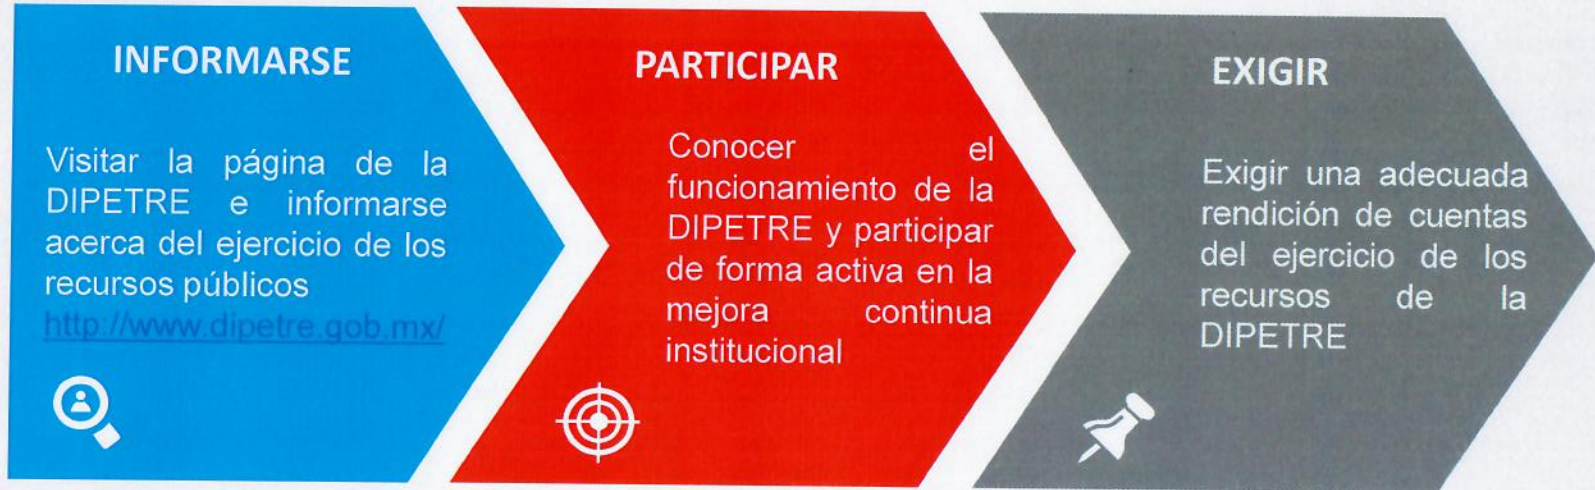 INFORMARSE
Visitar la página de la
DIPETRE e informarse
acerca del ejercicio de los
recursos públicos
http://www.dipetre.gob.mx/
PARTICIPAR
Conocer el
funcionamiento de la
DIPETRE y participar
de forma activa en la
mejora continua
institucional
EXIGIR
Exigir una adecuada
rendición de cuentas
del ejercicio de los
recursos de la
DIPETRE